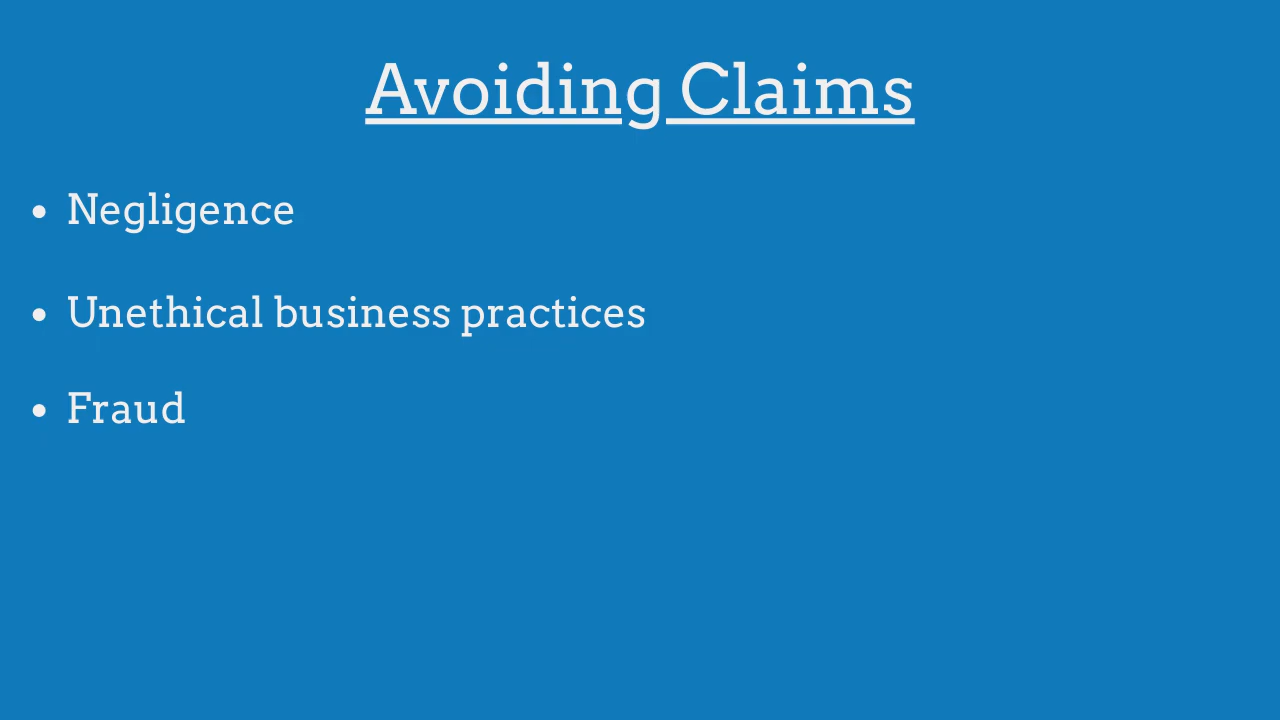 Avoiding Claims
• Negligence
• Unethical business practices
• Fraud